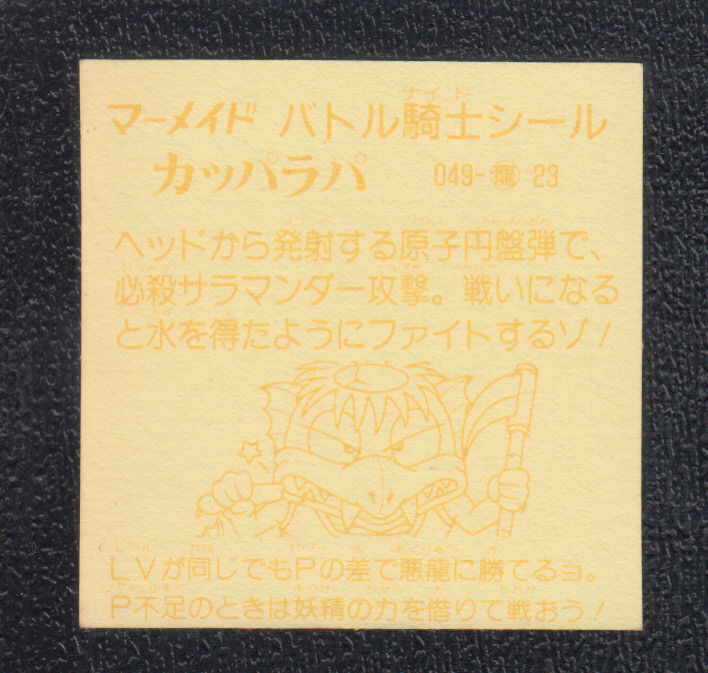 マーメイド バトル騎士シール
カッパラパ 049-龍 23
ヘッドから発射する原子円盤弾で、
必殺サラマンダー攻撃。戦いになる
と水を得たようにファイトするゾ！
LVが同じでもPの差で悪龍に勝てるョ。
P不足のときは妖精の力を借りて戦おう！